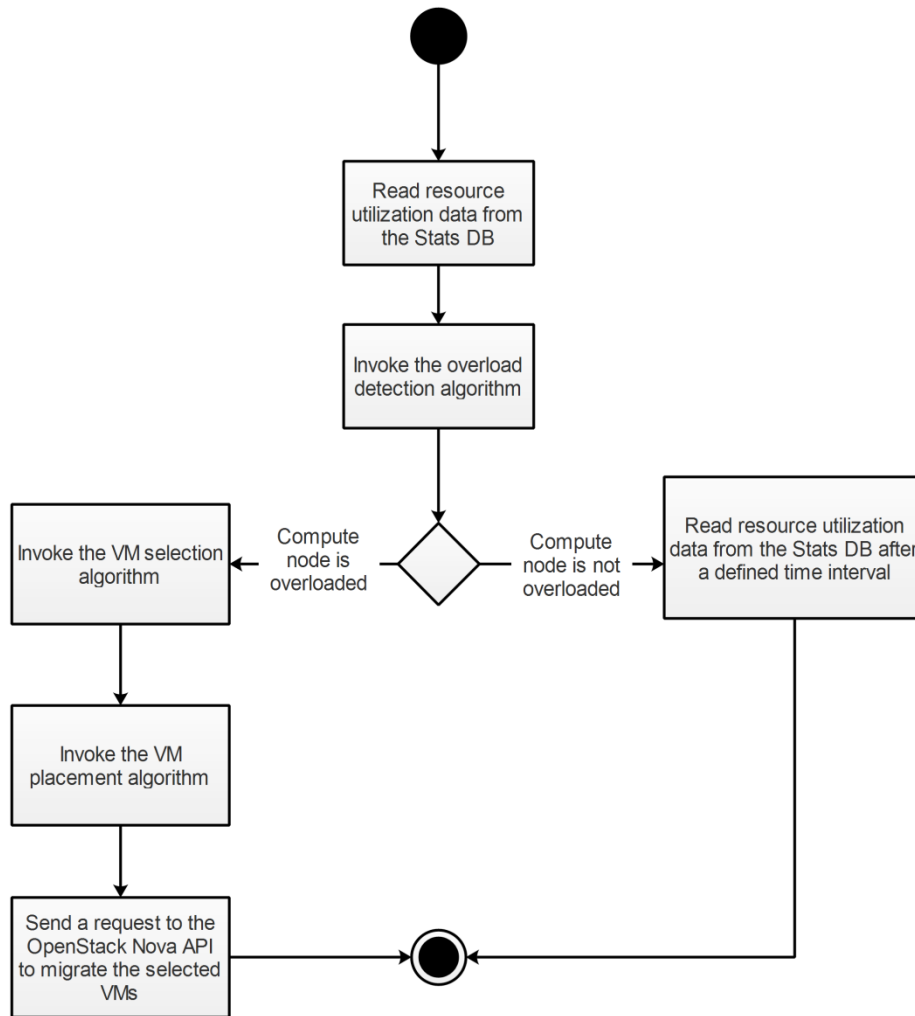 Read resource
utilization data from
the Stats DB
Invoke the overload
detection algorithm
Compute
node is
overloaded
Compute
node is not
overloaded
Read resource utilization
data from the Stats DB after
a defined time interval
Invoke the VM selection
algorithm
Invoke the VM
placement algorithm
Send a request to the
OpenStack Nova API
to migrate the selected
VMs